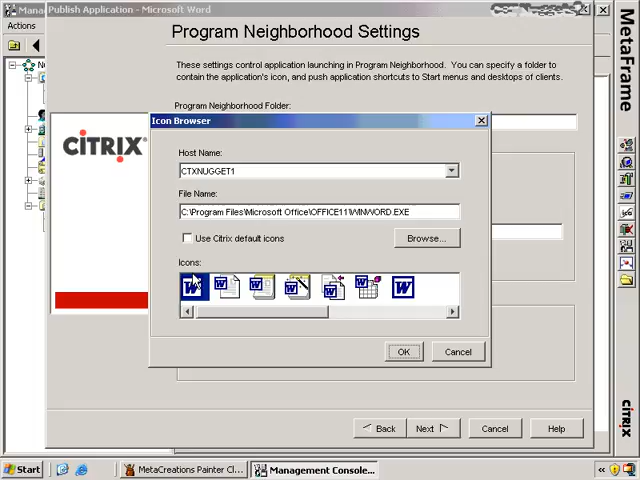 Mana
Publish Application - Microsoft Word
Actions
Program Neighborhood Settings
These settings control application launching in Program Neighborhood. You can specify a folder to
contain the application's icon, and push application shortcuts to Start menus and desktops of clients.
Program Neighborhood Folder:
CITRIX
Icon Browser
Host Name:
CTXNUGGET1
File Name:
C:\Program Files\Microsoft Office\OFFICE11\WINWORD.EXE
Use Citrix default icons
Browse...
Icons:
OK
Cancel
Back
Next
Cancel
Help
MetaFrame
CITRIX
Start
MetaCreations Painter Cl...
Management Console...